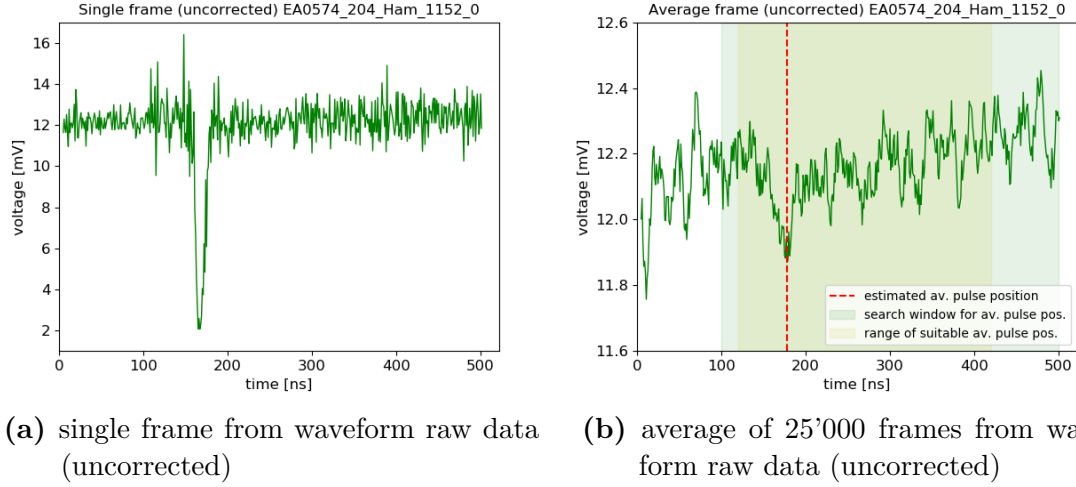 Single frame (uncorrected) EA0574_204_Ham_1152_0
16
14
12
10
8
6
4
2
voltage [mV]
0
100
200
300
400
500
time [ns]
Average frame (uncorrected) EA0574_204_Ham_1152_0
12.6
12.4
12.2
12.0
11.8
11.6
voltage [mV]
estimated av. pulse position
search window for av. pulse pos.
range of suitable av. pulse pos.
0
100
200
300
400
500
time [ns]
(a) single frame from waveform raw data
(uncorrected)
(b) average of 25'000 frames from wa
form raw data (uncorrected)